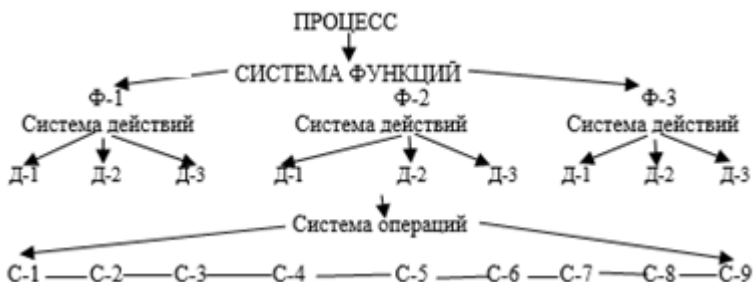 ПРОЦЕСС
СИСТЕМА ФУНКЦИЙ
Ф-1 Ф-2 Ф-3
Система действий Система действий Система действий
Д-1 Д-2 Д-3 Д-1 Д-2 Д-3 Д-1 Д-2 Д-3
Система операций
С-1 С-2 С-3 С-4 С-5 С-6 С-7 С-8 С-9